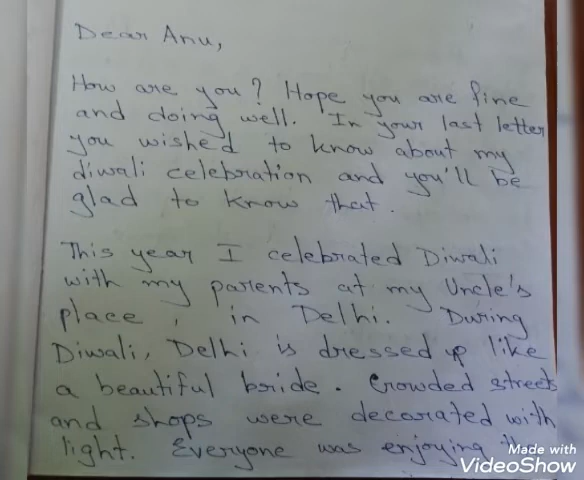 Dear Anu,
How are you? Hope you are fine
and doing well. In your last letter
you wished to know about my
diwali celebration and you'll be
glad to know that.
This year I celebrated Diwali
with my parents at my Uncle's
place, in Delhi. During
Diwali, Delhi is dressed up like
a beautiful bride. Crowded streets
and shops were decorated with
light. Everyone was enjoying the
Made with
VideoShow